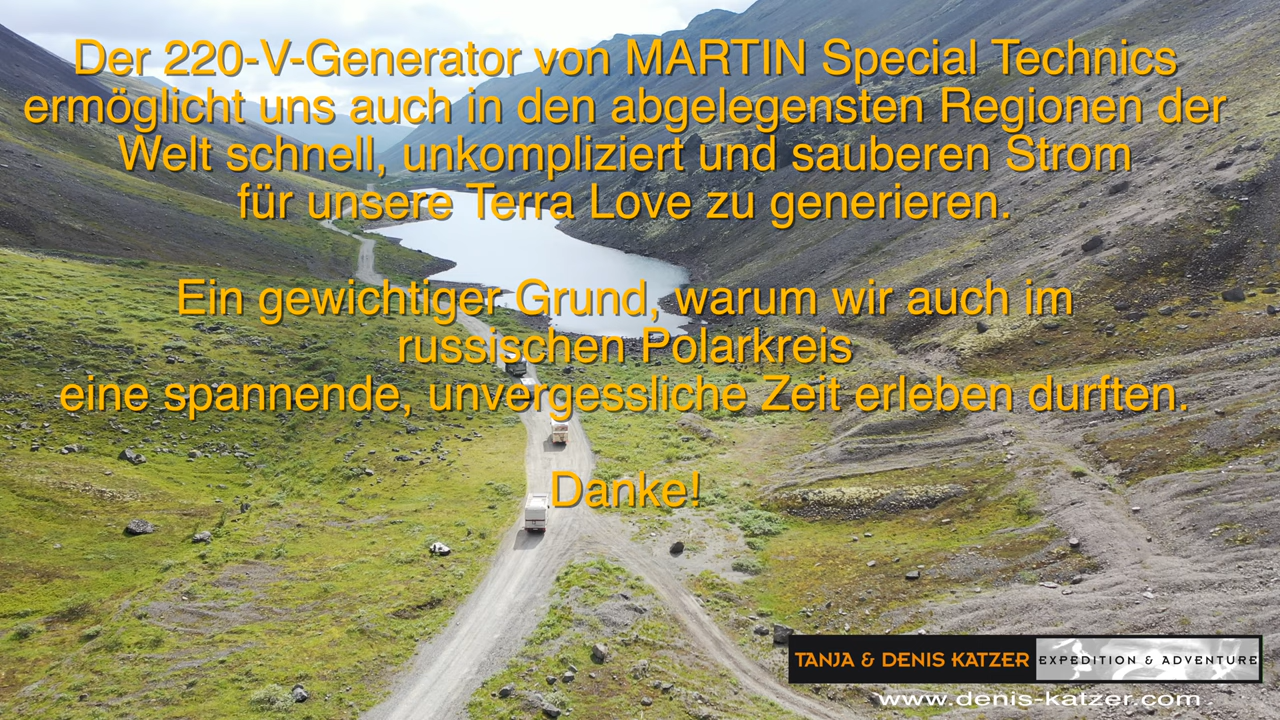 Der 220-V-Generator von MARTIN Special Technics
ermöglicht uns auch in den abgelegensten Regionen der
Welt schnell, unkompliziert und sauberen Strom
für unsere Terra Love zu generieren.
Ein gewichtiger Grund, warum wir auch im
russischen Polarkreis
eine spannende, unvergessliche Zeit erleben durften.
Danke!
TANJA & DENIS KATZER EXPEDITION & ADVENTURE
www.denis-katzer.com